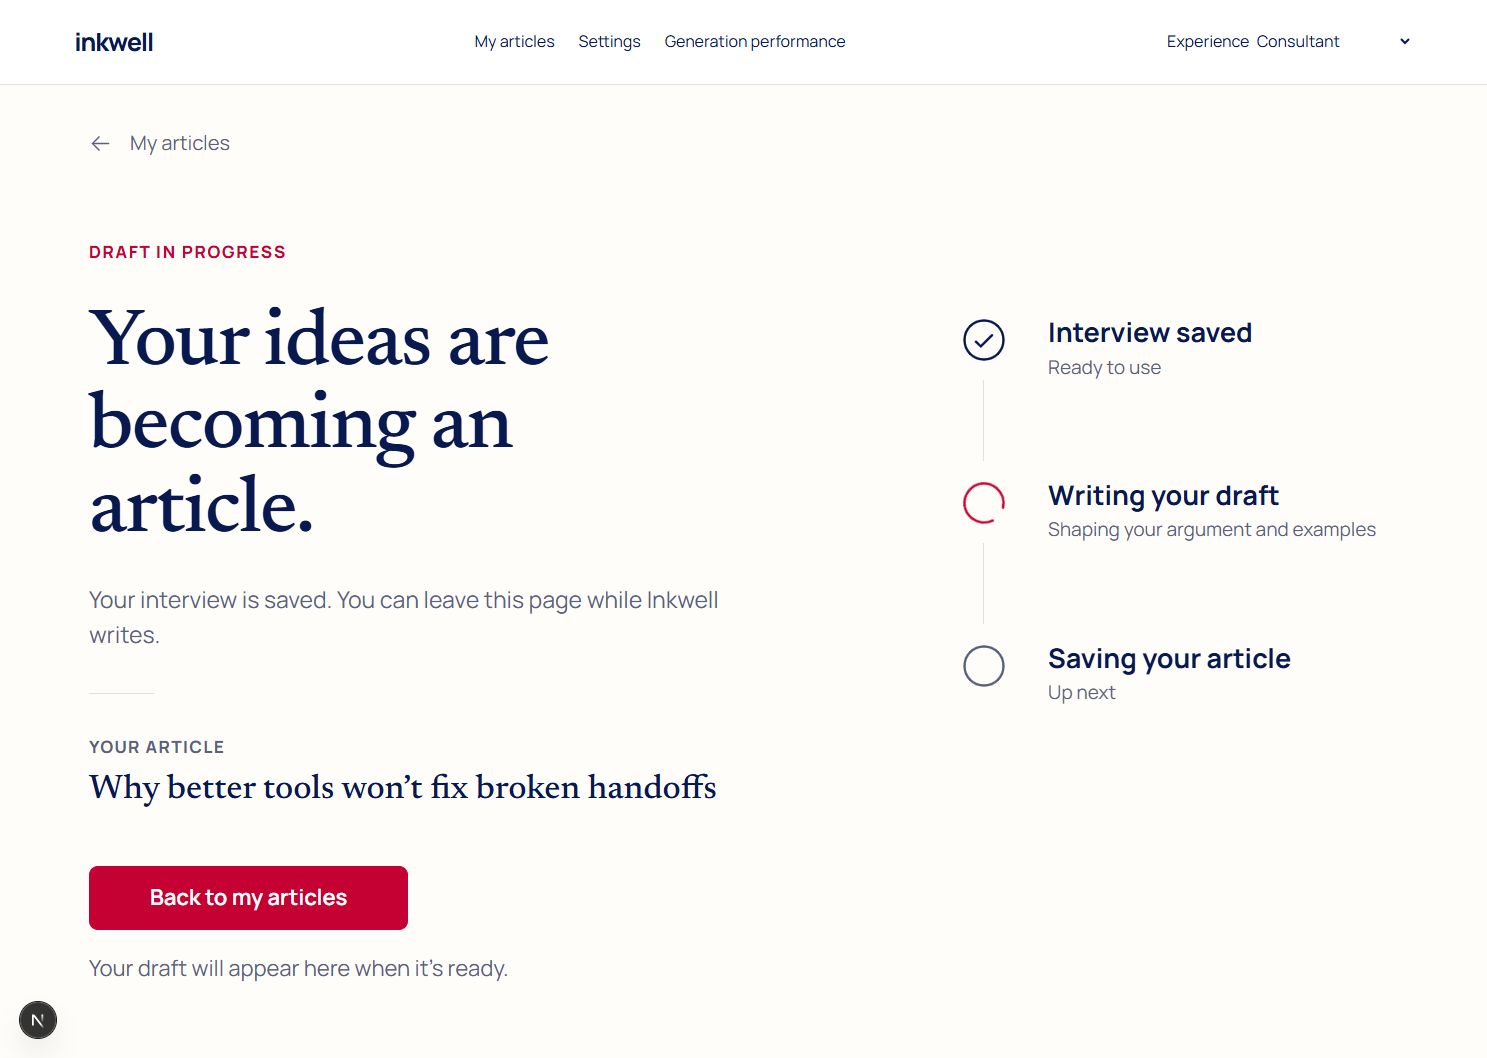 inkwell
My articles Settings Generation performance
Experience Consultant
My articles
DRAFT IN PROGRESS
Your ideas are
becoming an
article.
Your interview is saved. You can leave this page while Inkwell
writes.
YOUR ARTICLE
Why better tools won’t fix broken handoffs
Back to my articles
Your draft will appear here when it’s ready.
Interview saved
Ready to use
Writing your draft
Shaping your argument and examples
Saving your article
Up next
N